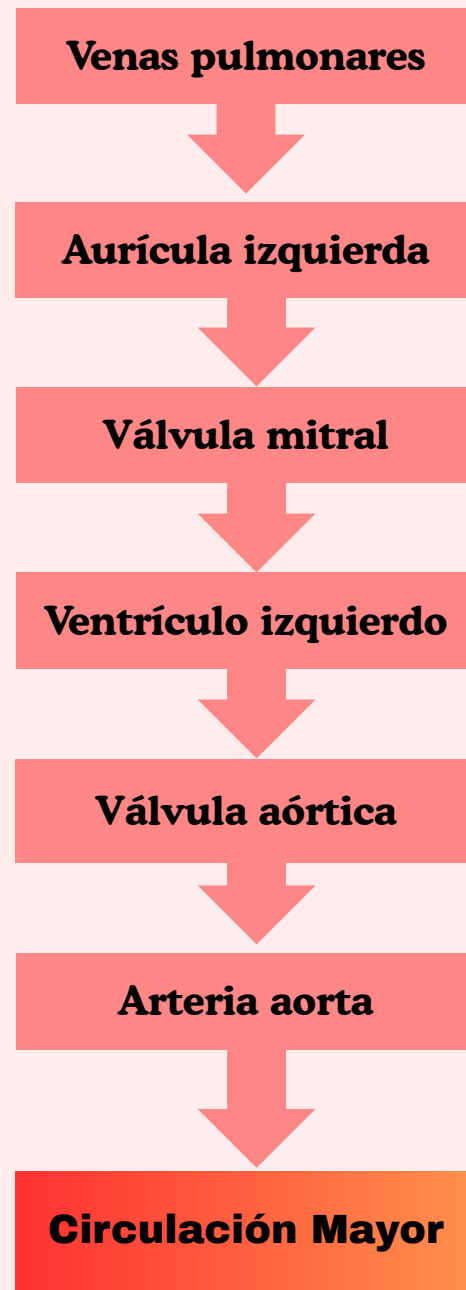 Venas pulmonares
Aurícula izquierda
Válvula mitral
Ventrículo izquierdo
Válvula aórtica
Arteria aorta
Circulación Mayor